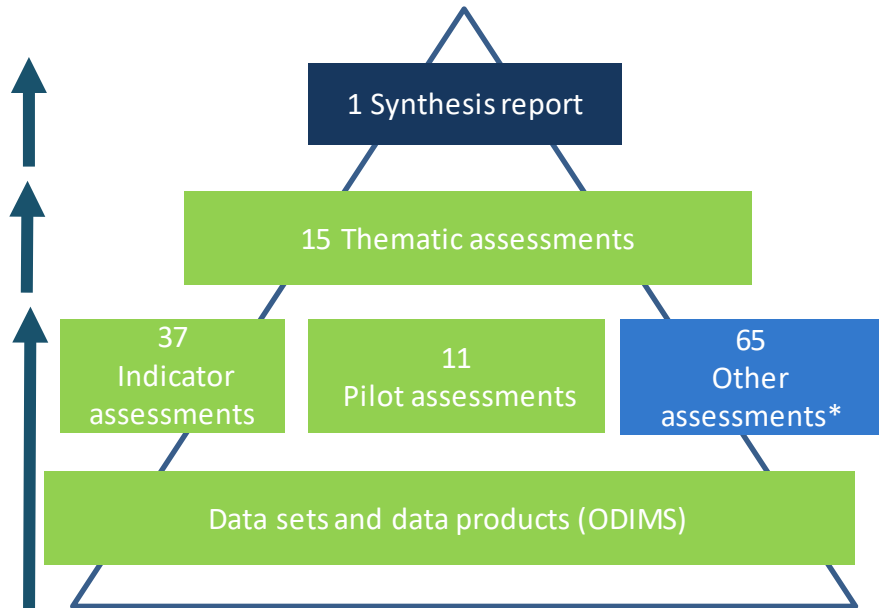 1 Synthesis report
15 Thematic assessments
37
Indicator
assessments
11
Pilot assessments
65
Other
assessments*
Data sets and data products (ODIMS)